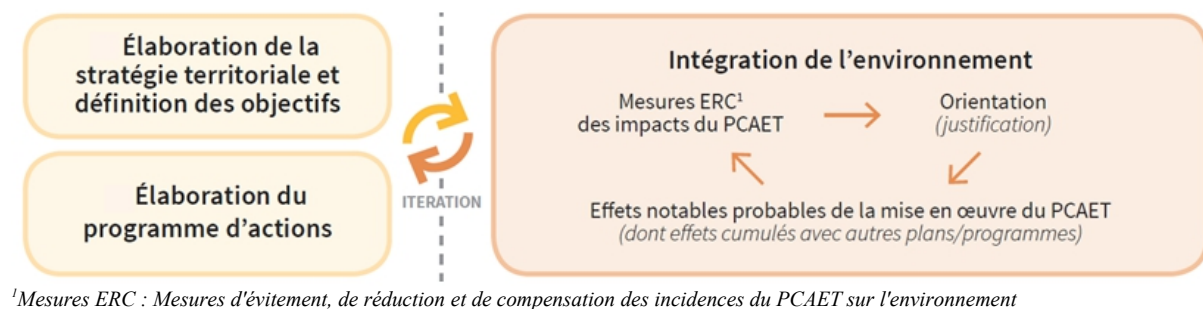 Élaboration de la
stratégie territoriale et
définition des objectifs
Élaboration du
programme d’actions
ITERATION
Intégration de l’environnement
Mesures ERC¹
des impacts du PCAET
Orientation
(justification)
Effets notables probables de la mise en œuvre du PCAET
(dont effets cumulés avec autres plans/programmes)
¹Mesures ERC : Mesures d'évitement, de réduction et de compensation des incidences du PCAET sur l'environnement